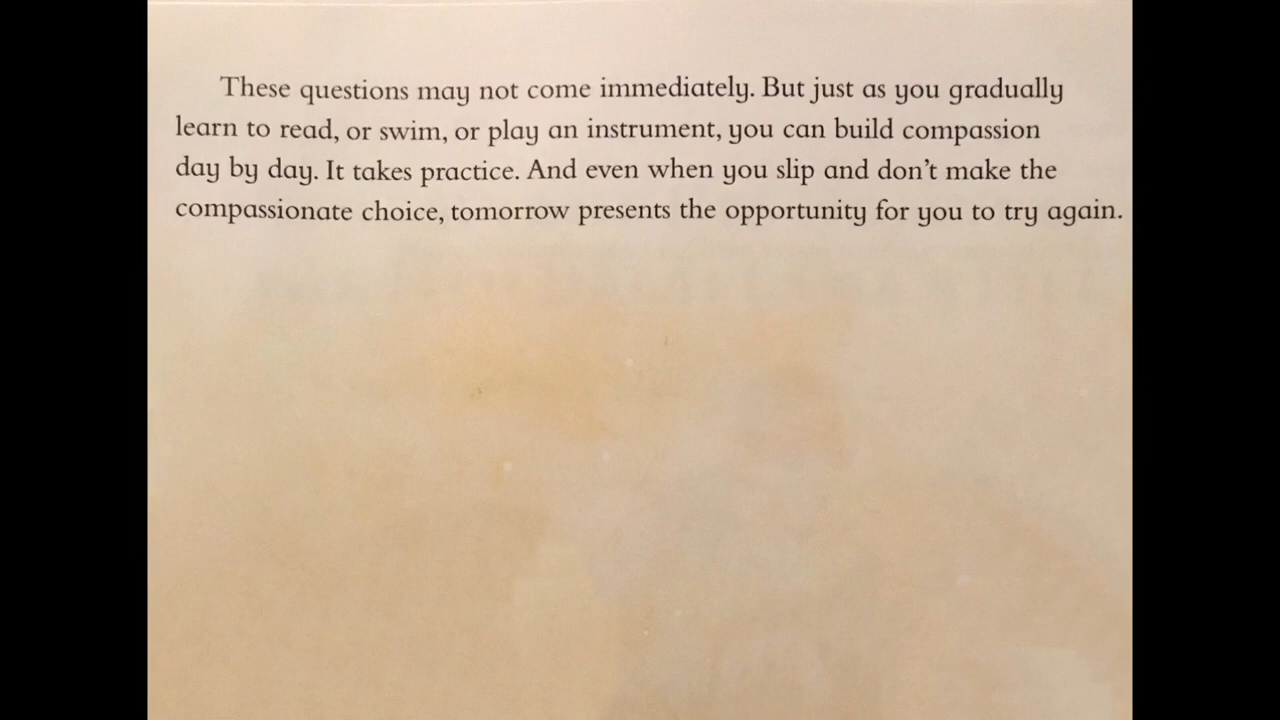 These questions may not come immediately. But just as you gradually
learn to read, or swim, or play an instrument, you can build compassion
day by day. It takes practice. And even when you slip and don’t make the
compassionate choice, tomorrow presents the opportunity for you to try again.